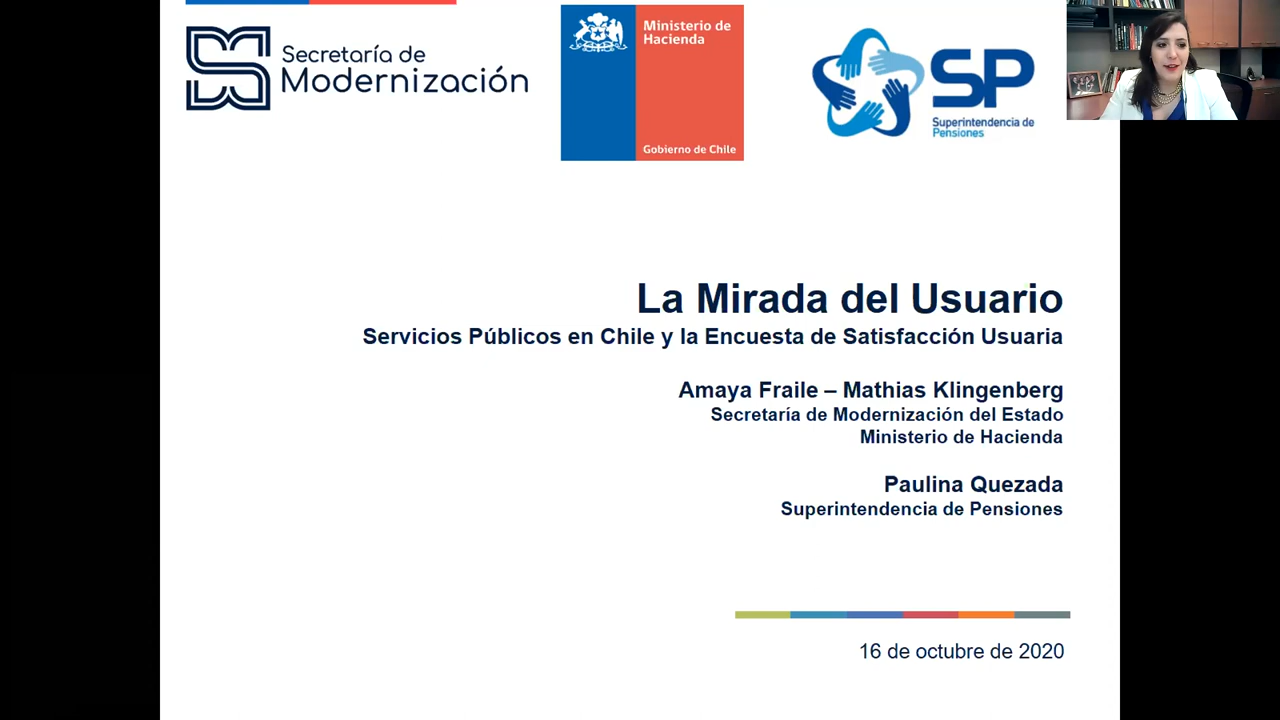 Secretaría de
Modernización
Ministerio de
Hacienda
Gobierno de Chile
SP
Superintendencia de
Pensiones
La Mirada del Usuario
Servicios Públicos en Chile y la Encuesta de Satisfacción Usuaria
Amaya Fraile – Mathias Klingenberg
Secretaría de Modernización del Estado
Ministerio de Hacienda
Paulina Quezada
Superintendencia de Pensiones
16 de octubre de 2020